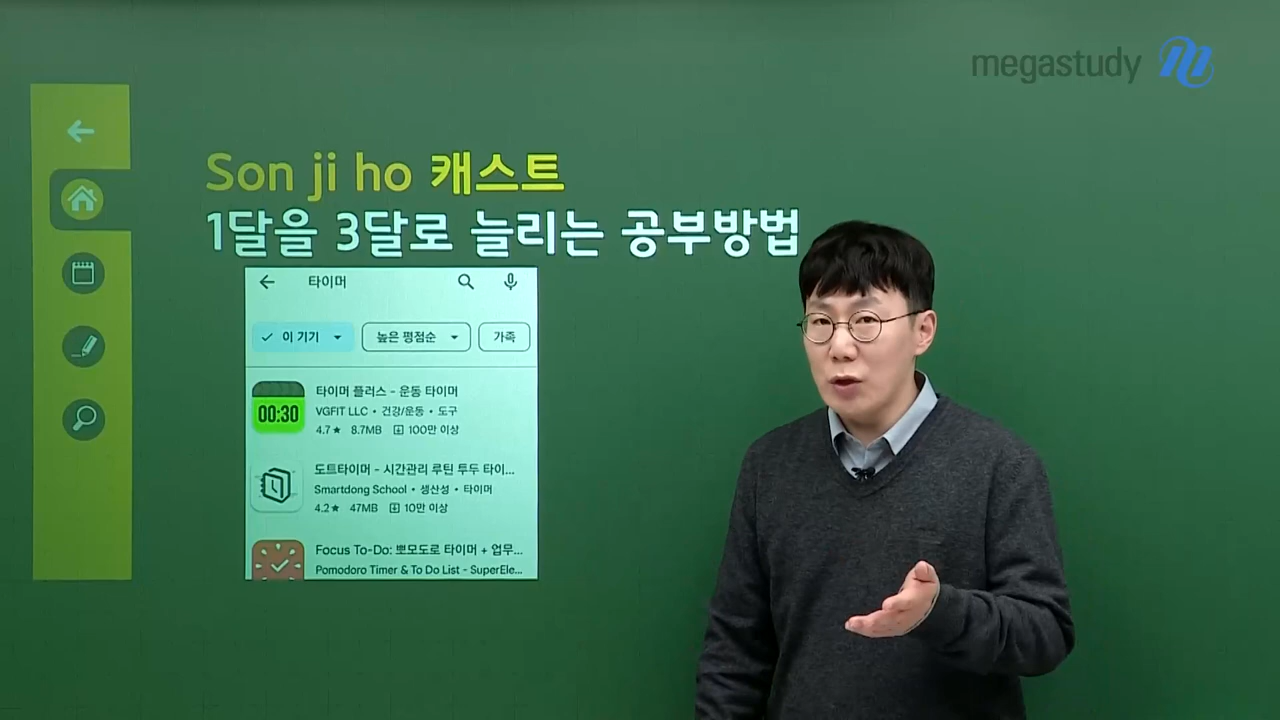 megastudy
Son ji ho 캐스트
1달을 3달로 늘리는 공부방법
타이머
이 기기
높은 평점순
가족
00:30
타이머 플러스 - 운동 타이머
VGFIT LLC • 건강/운동 • 도구
4.7★ 8.7MB 100만 이상
도트타이머 - 시간관리 루틴 투두 타이...
Smartdong School • 생산성 • 타이머
4.2★ 47MB 10만 이상
Focus To-Do: 뽀모도로 타이머 + 업무...
Pomodoro Timer & To Do List - SuperEle...